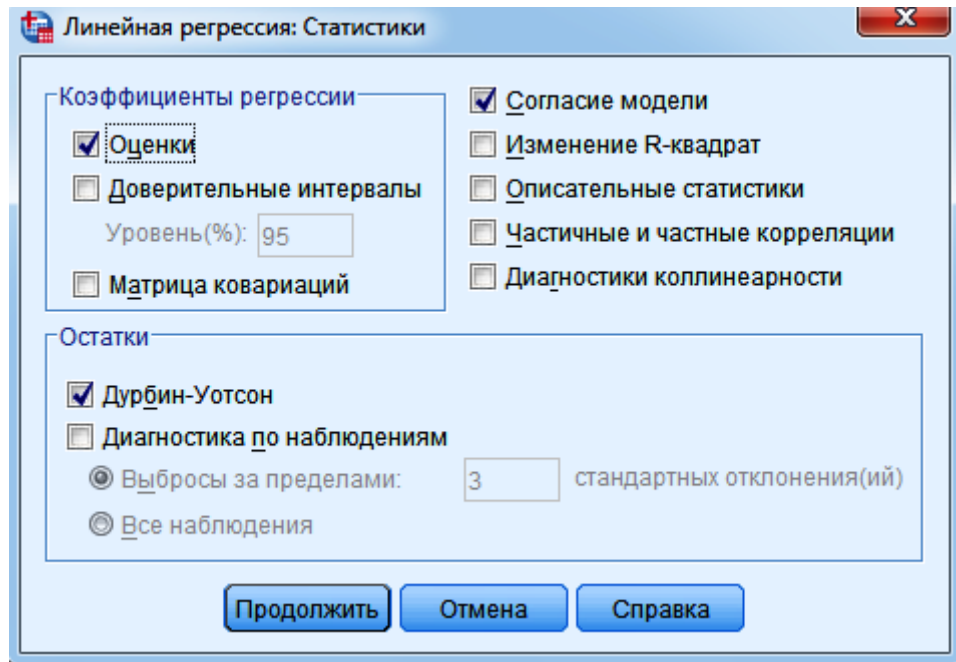 Линейная регрессия: Статистики
Коэффициенты регрессии
Оценки
Доверительные интервалы
Уровень(%): 95
Матрица ковариаций
Согласие модели
Изменение R-квадрат
Описательные статистики
Частичные и частные корреляции
Диагностики коллинеарности
Остатки
Дурбин-Уотсон
Диагностика по наблюдениям
Выбросы за пределами: 3 стандартных отклонения(ий)
Все наблюдения
Продолжить Отмена Справка